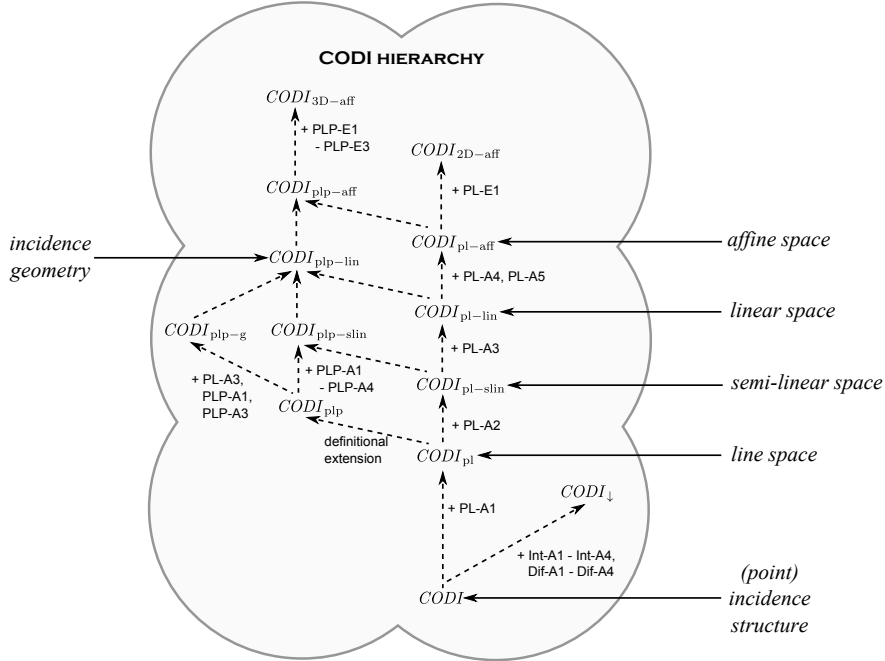 CODI HIERARCHY
CODI3D−aff
+ PLP-E1
- PLP-E3
CODI2D−aff
+ PL-E1
CODIplp−aff
incidence
geometry
CODIpl−aff
affine space
CODIplp−lin
+ PL-A4, PL-A5
CODIpl−lin
linear space
CODIplp−g
CODIplp−slin
+ PL-A3
+ PL-A3,
PLP-A1,
PLP-A3
+ PLP-A1
- PLP-A4
CODIpl−slin
semi-linear space
CODIplp
+ PL-A2
definitional
extension
CODIpl
line space
CODI↓
+ PL-A1
+ Int-A1 - Int-A4,
Dif-A1 - Dif-A4
CODI
(point)
incidence
structure